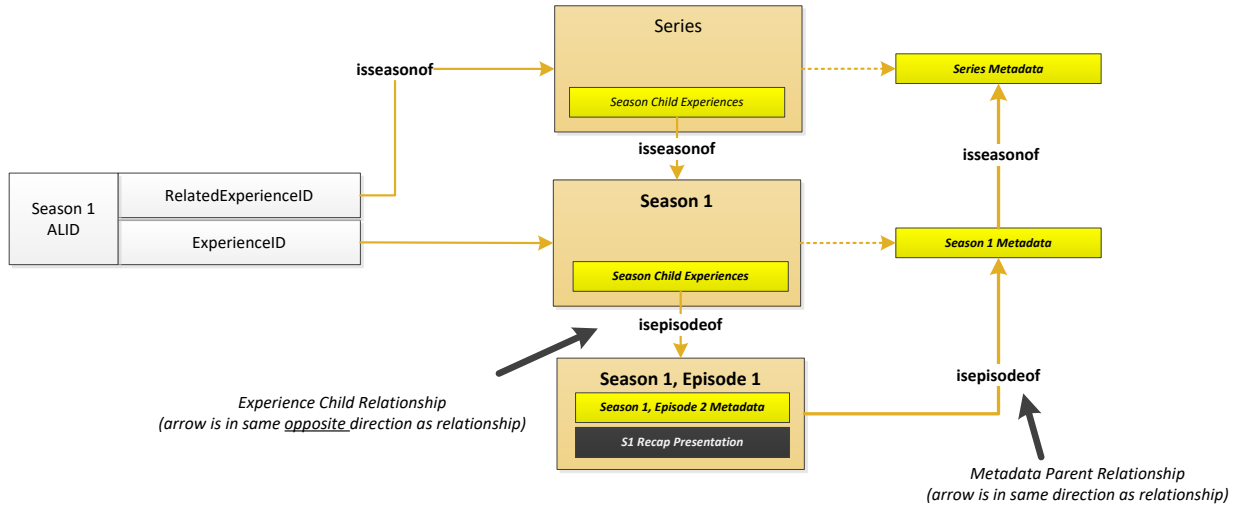 Series
isseasonof
Series Metadata
Season Child Experiences
isseasonof
isseasonof
Season 1
ALID
RelatedExperienceID
ExperienceID
Season 1
Season 1 Metadata
Season Child Experiences
isepisodeof
Season 1, Episode 1
isepisodeof
Season 1, Episode 2 Metadata
S1 Recap Presentation
Experience Child Relationship
(arrow is in same opposite direction as relationship)
Metadata Parent Relationship
(arrow is in same direction as relationship)